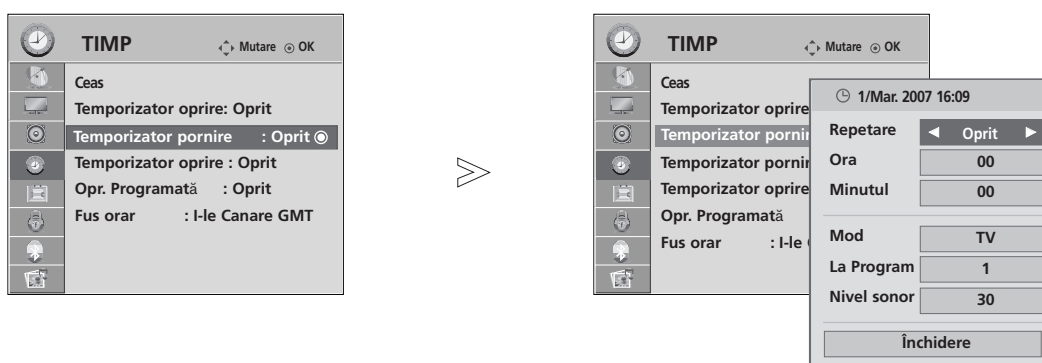 TIMP
Mutare OK
Ceas
Temporizator oprire: Oprit
Temporizator pornire : Oprit
Temporizator oprire : Oprit
Opr. Programată : Oprit
Fus orar : I-le Canare GMT
TIMP
Mutare OK
Ceas
Temporizator oprire
Temporizator pornir
Temporizator pornir
Temporizator oprire
Opr. Programată
Fus orar : I-le
1/Mar. 2007 16:09
Repetare ◀ Oprit ▶
Ora 00
Minutul 00
Mod TV
La Program 1
Nivel sonor 30
Închidere